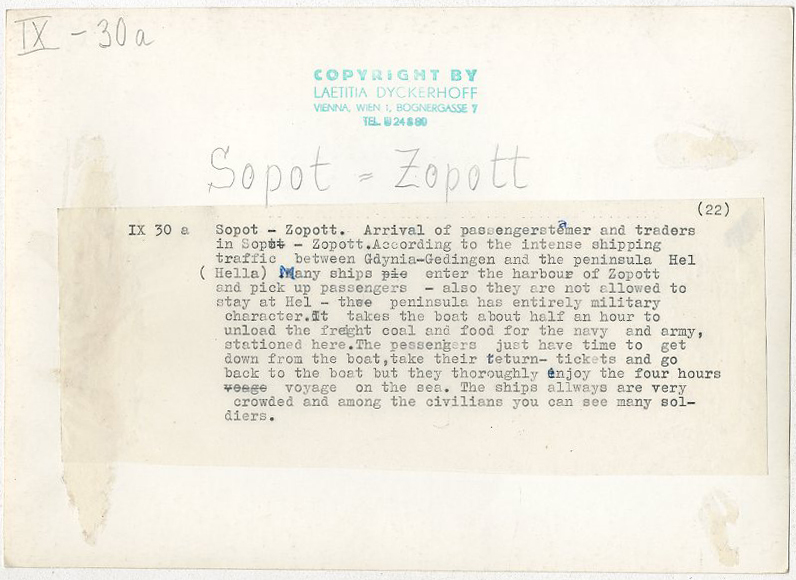 IX - 30a
COPYRIGHT BY
LAETITIA DYCKERHOFF
VIENNA, WIEN 1, BOGNERGASSE 7
TEL. U 24 8 80
Sopot = Zopott
(22)
IX 30 a Sopot - Zopott. Arrival of passengersteamer and traders
in Sopot - Zopott.According to the intense shipping
traffic between Gdynia-Gedingen and the peninsula Hel
( Hella) Many ships pie enter the harbour of Zopott
and pick up passengers - also they are not allowed to
stay at Hel - thwe peninsula has entirely military
character.It takes the boat about half an hour to
unload the freight coal and food for the navy and army,
stationed here.The pessengers just have time to get
down from the boat,take their return- tickets and go
back to the boat but they thoroughly enjoy the four hours
voage voyage on the sea. The ships allways are very
crowded and among the civilians you can see many sol-
diers.